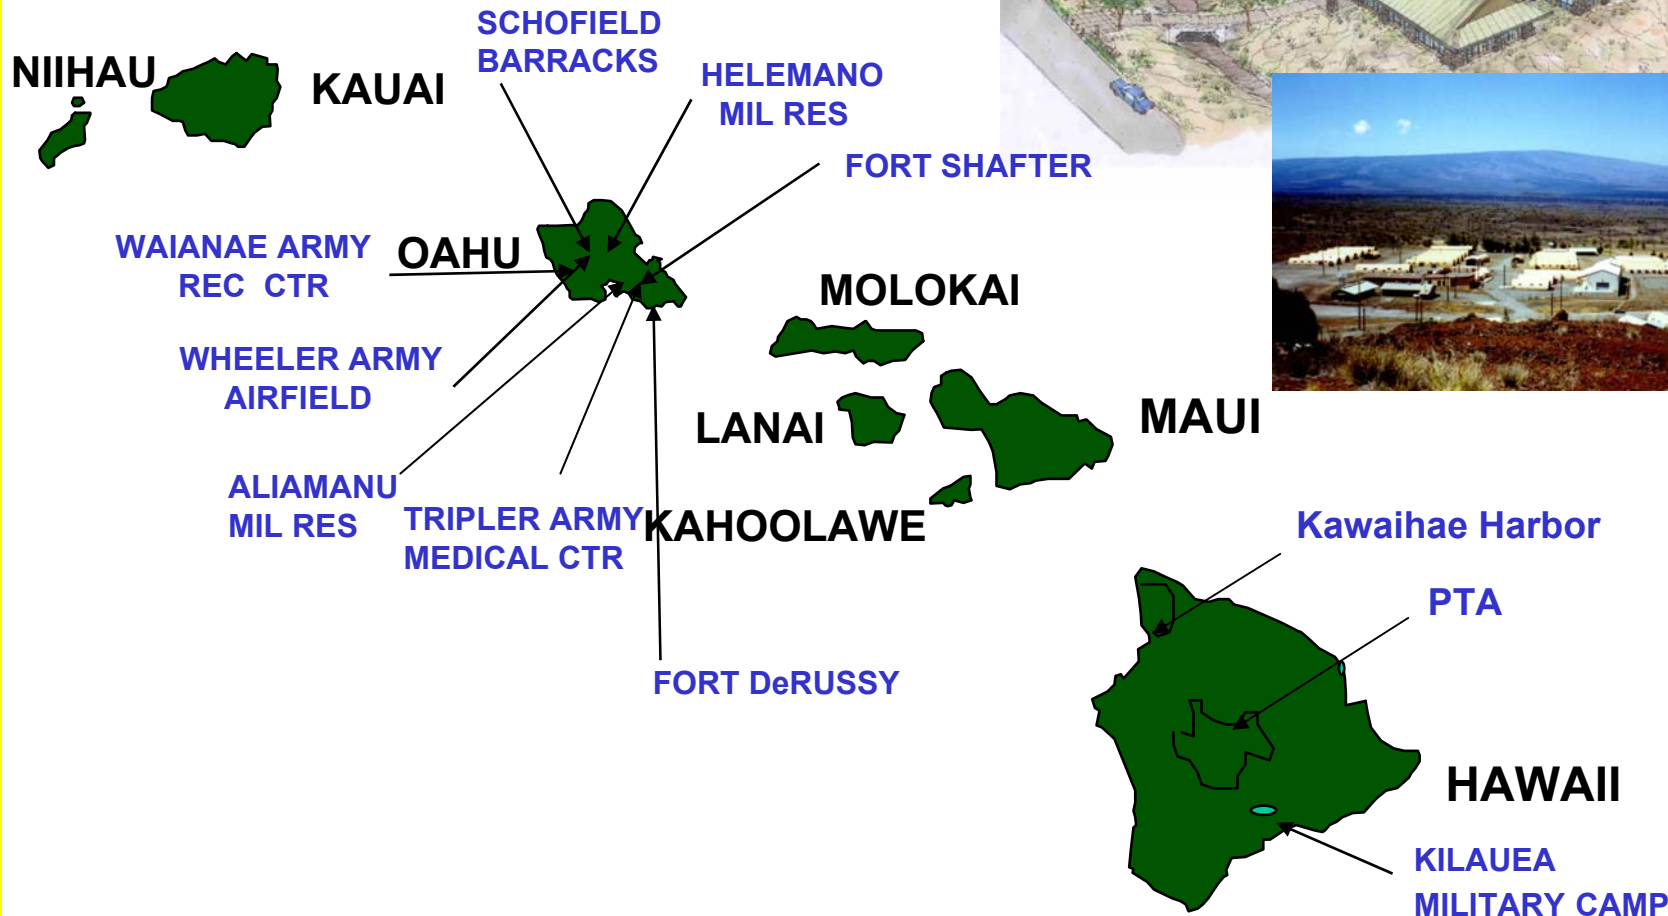 SCHOFIELD
BARRACKS
NIIHAU
KAUAI
HELEMANO
MIL RES
FORT SHAFTER
WAIANAE ARMY
REC CTR
OAHU
MOLOKAI
WHEELER ARMY
AIRFIELD
LANAI
MAUI
ALIAMANU
MIL RES
TRIPLER ARMY
MEDICAL CTR
KAHOOLAWE
Kawaihae Harbor
PTA
FORT DeRUSSY
HAWAII
KILAUEA
MILITARY CAMP